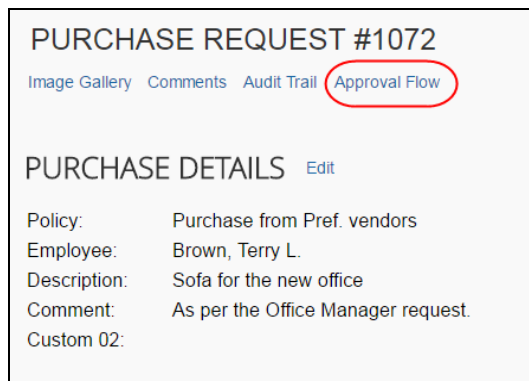 PURCHASE REQUEST #1072
Image Gallery Comments Audit Trail Approval Flow
PURCHASE DETAILS Edit
Policy: Purchase from Pref. vendors
Employee: Brown, Terry L.
Description: Sofa for the new office
Comment: As per the Office Manager request.
Custom 02: